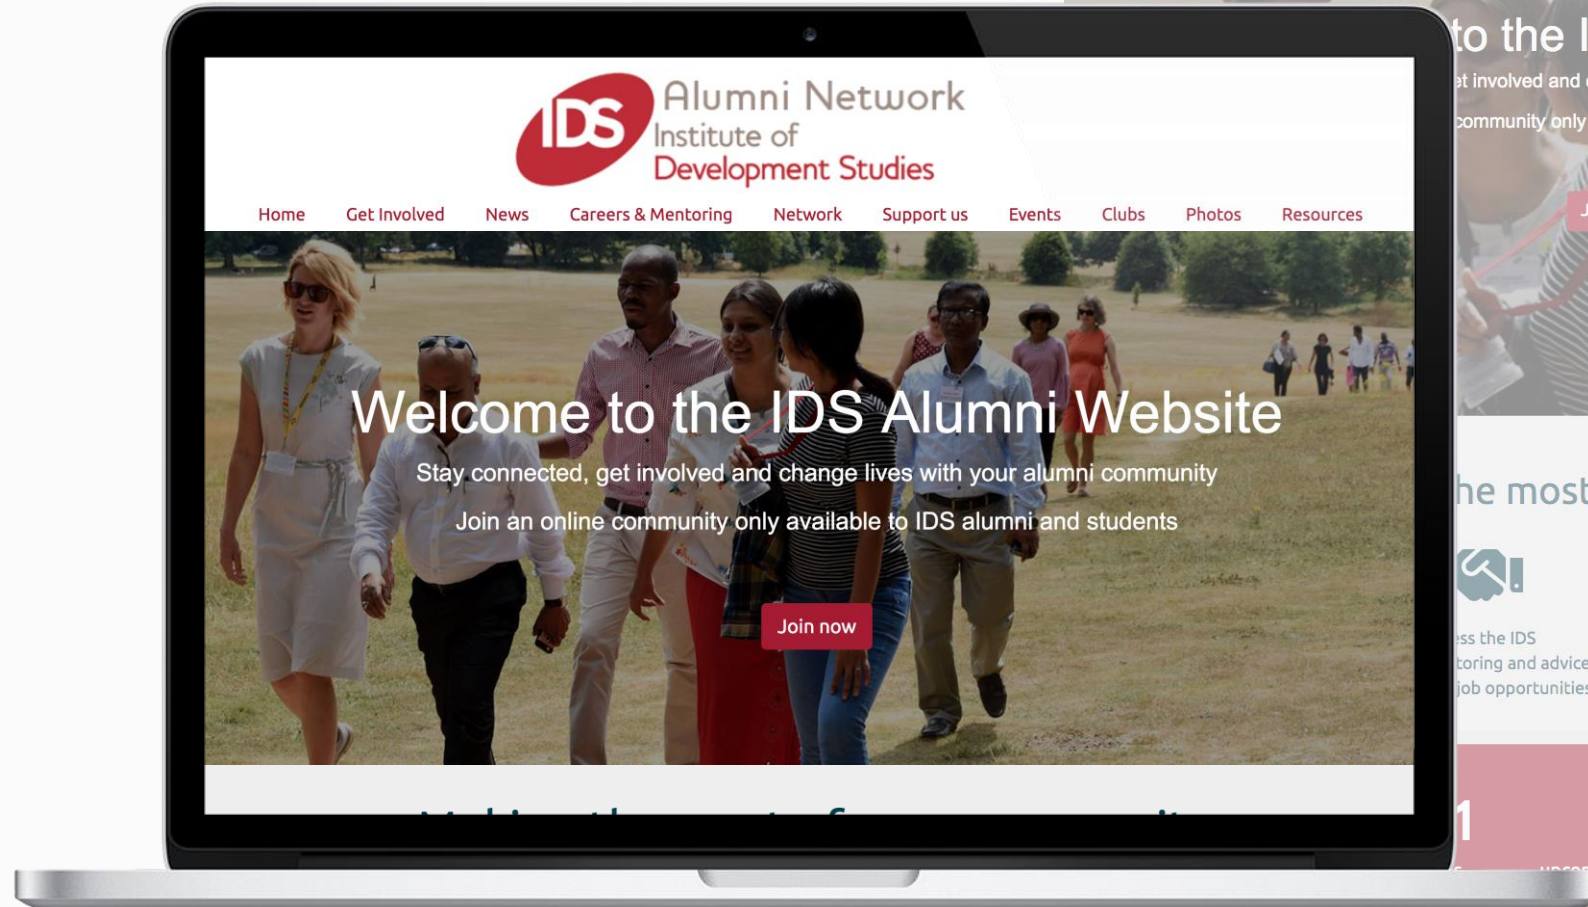 IDS
Alumni Network
Institute of
Development Studies
Home Get Involved News Careers & Mentoring Network Support us Events Clubs Photos Resources
Welcome to the IDS Alumni Website
Stay connected, get involved and change lives with your alumni community
Join an online community only available to IDS alumni and students
Join now
to the
involved and
community only
he most
the IDS
and advice
job opportunities
1